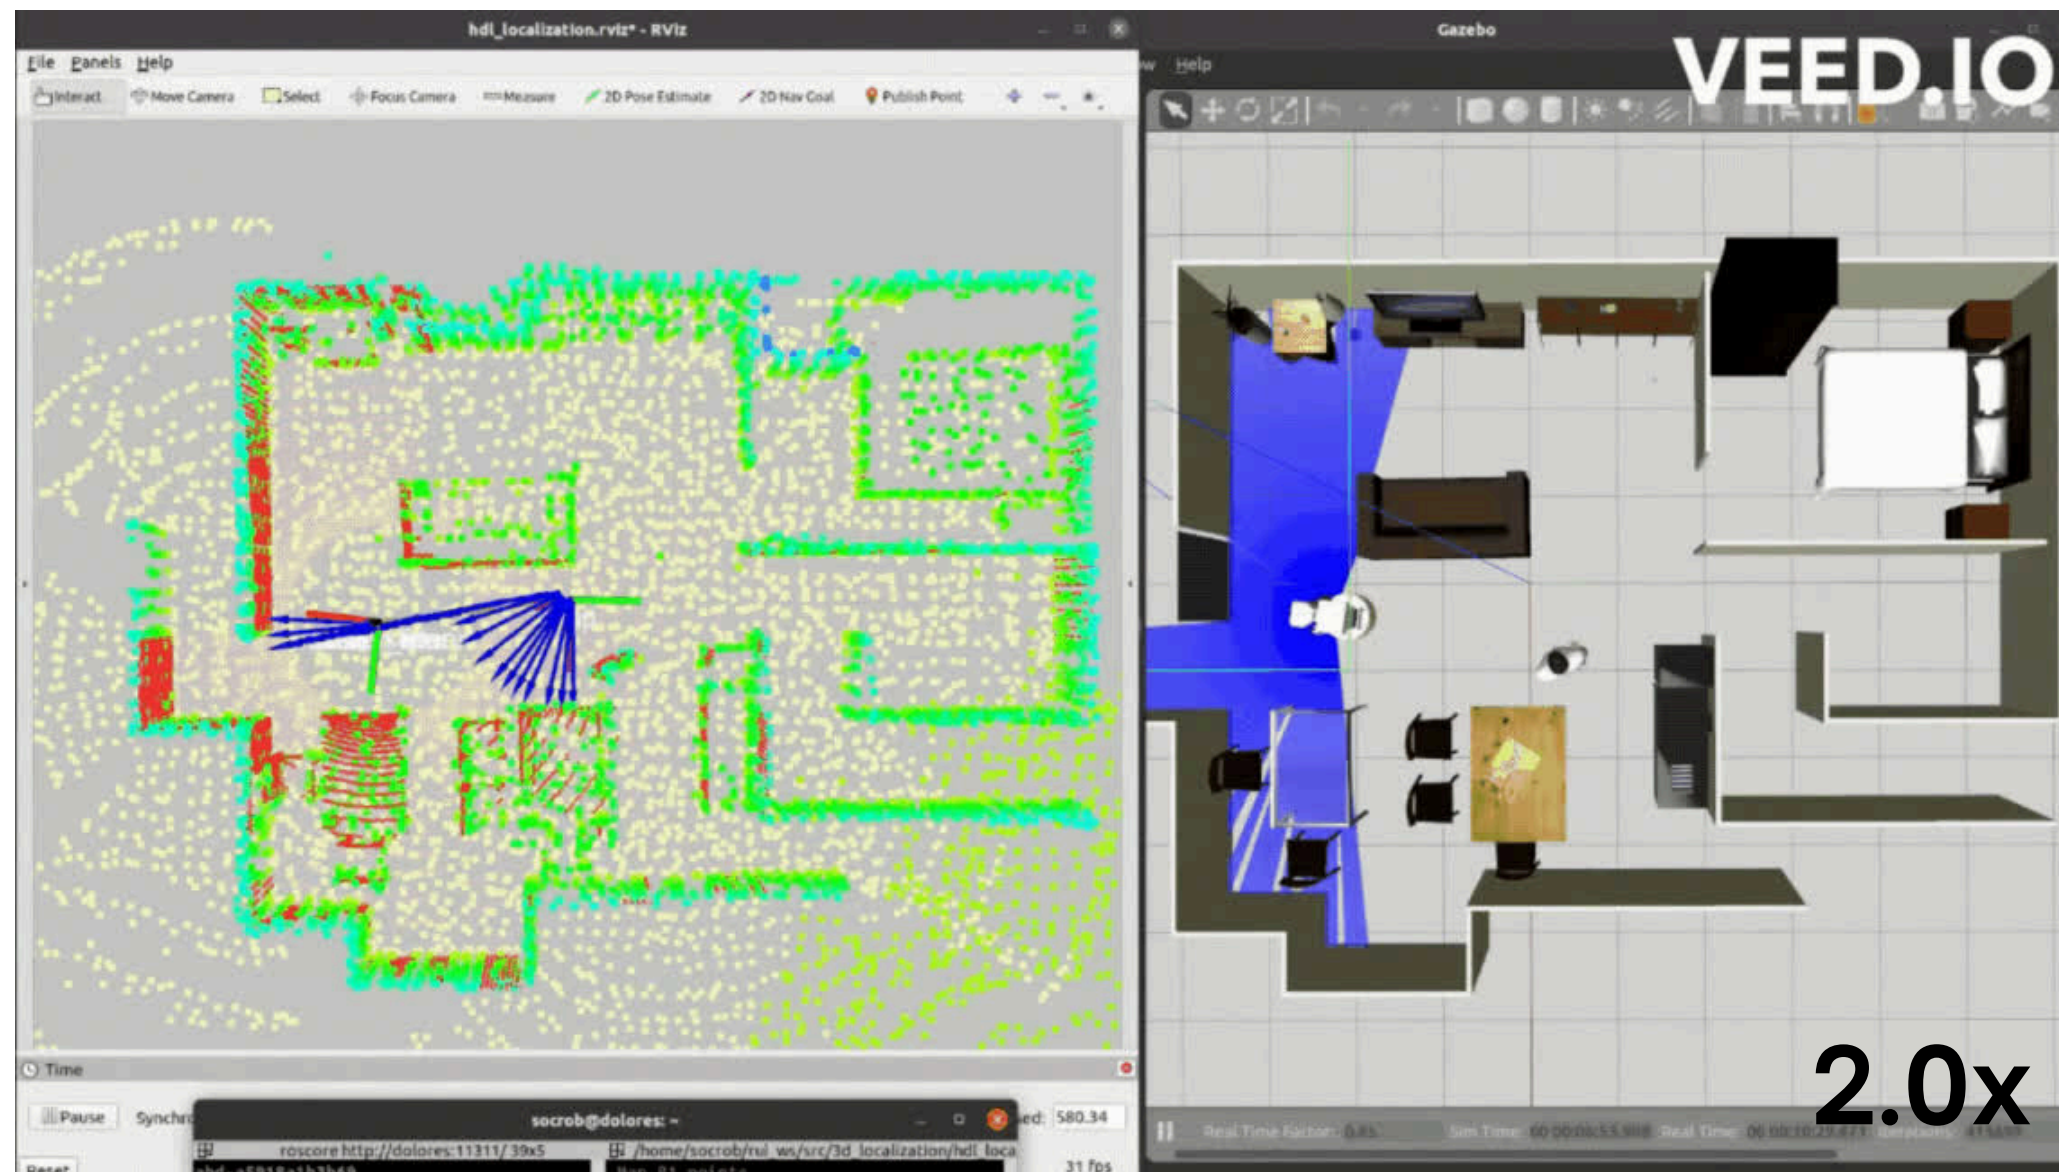 hdl_localization.rviz* - RViz
File Panels Help
Interact Move Camera Select Focus Camera Measure 2D Pose Estimate 2D Nav Goal Publish Point
Time
Pause
580.34
socrob@dolores: ~
roscore http://dolores:11311/ 39x5
/home/socrob/rui_ws/src/3d_localization/hdl_loca
31 fps
Reset
Gazebo
Help
VEED.IO
2.0x
Real Time Factor:
Sim Time:
Real Time:
Iterations: